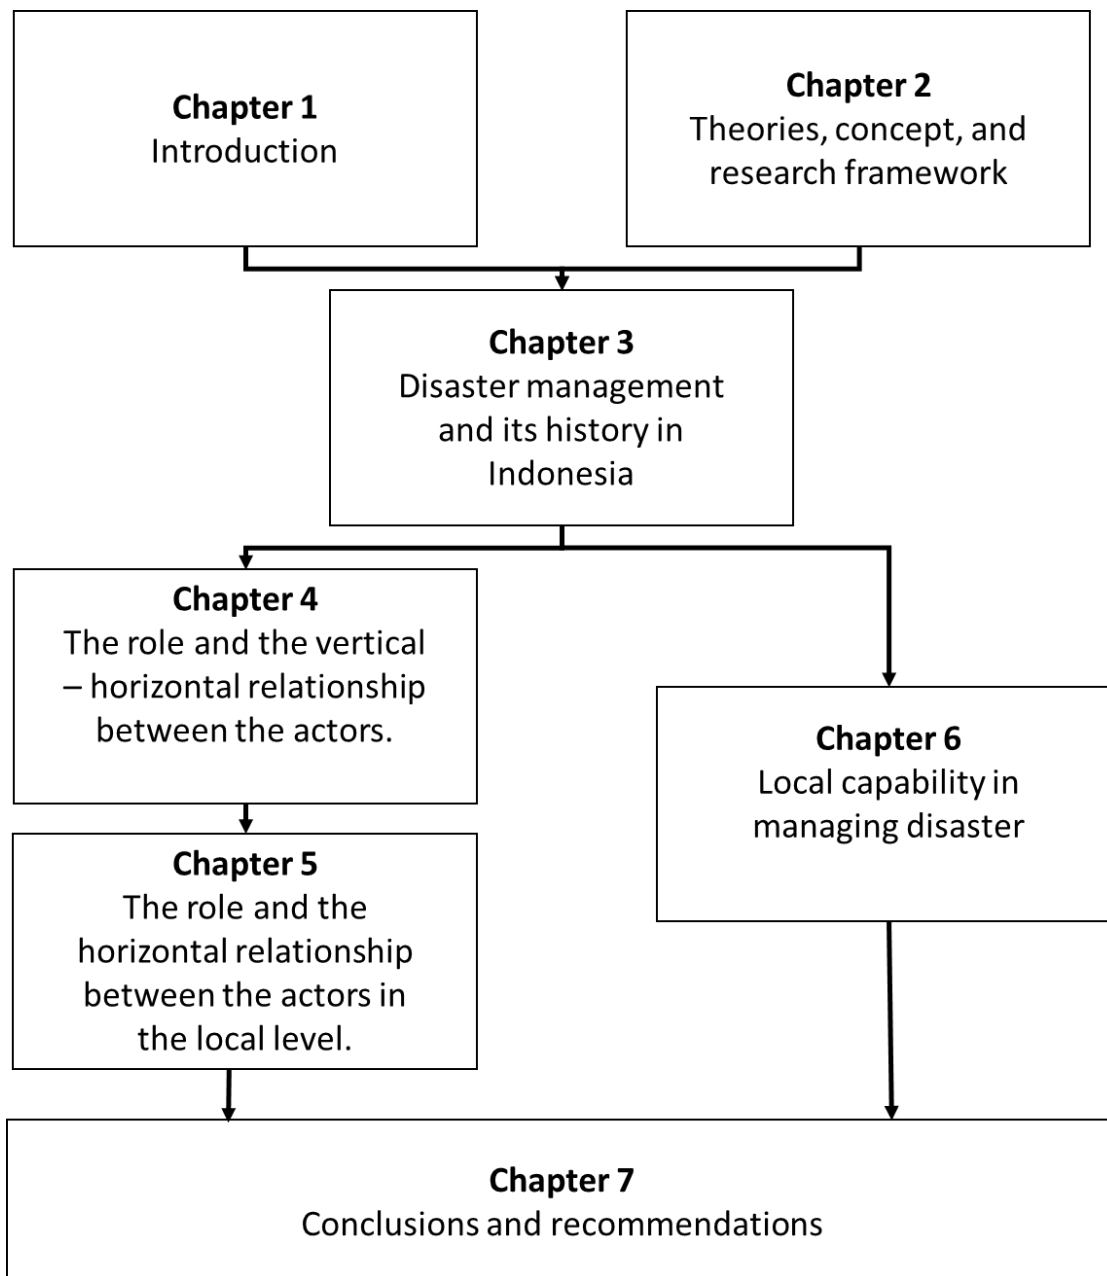 Chapter 1
Introduction
Chapter 2
Theories, concept, and
research framework
Chapter 3
Disaster management
and its history in
Indonesia
Chapter 4
The role and the vertical
– horizontal relationship
between the actors.
Chapter 5
The role and the
horizontal relationship
between the actors in
the local level.
Chapter 6
Local capability in
managing disaster
Chapter 7
Conclusions and recommendations